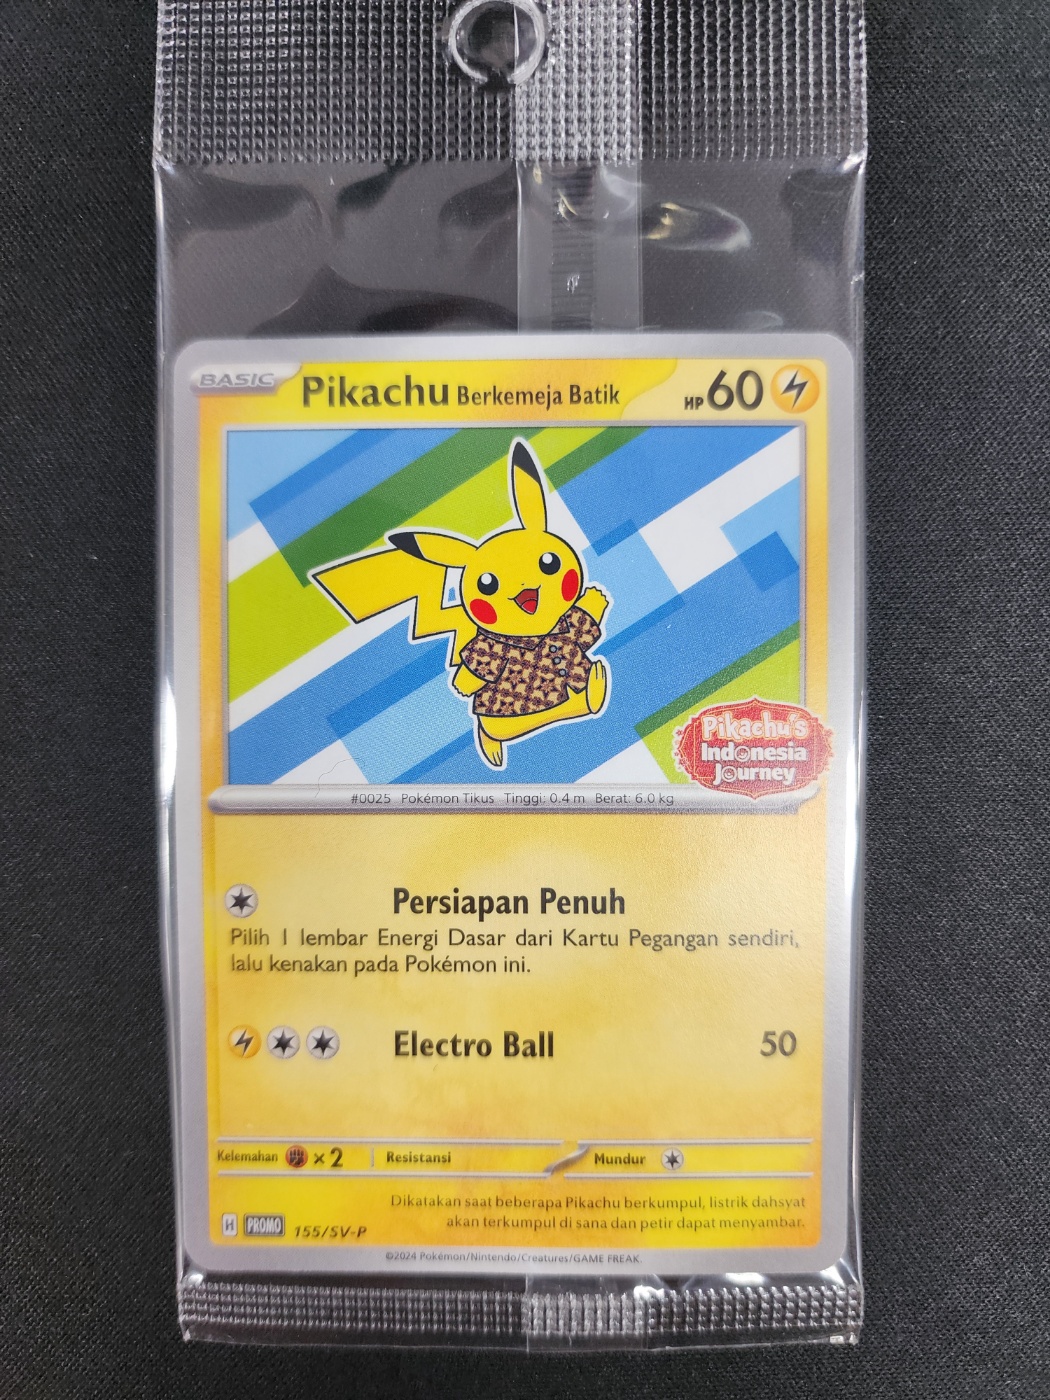 BASIC
Pikachu Berkemeja Batik
HP 60
Pikachu's
Indonesia
Journey
#0025 Pokémon Tikus Tinggi: 0.4 m Berat: 6.0 kg
Persiapan Penuh
Pilih 1 lembar Energi Dasar dari Kartu Pegangan sendiri,
lalu kenakan pada Pokémon ini.
Electro Ball 50
Kelemahan ×2 Resistansi Mundur
Dikatakan saat beberapa Pikachu berkumpul, listrik dahsyat
akan terkumpul di sana dan petir dapat menyambar.
H PROMO 155/SV-P
©2024 Pokémon/Nintendo/Creatures/GAME FREAK.